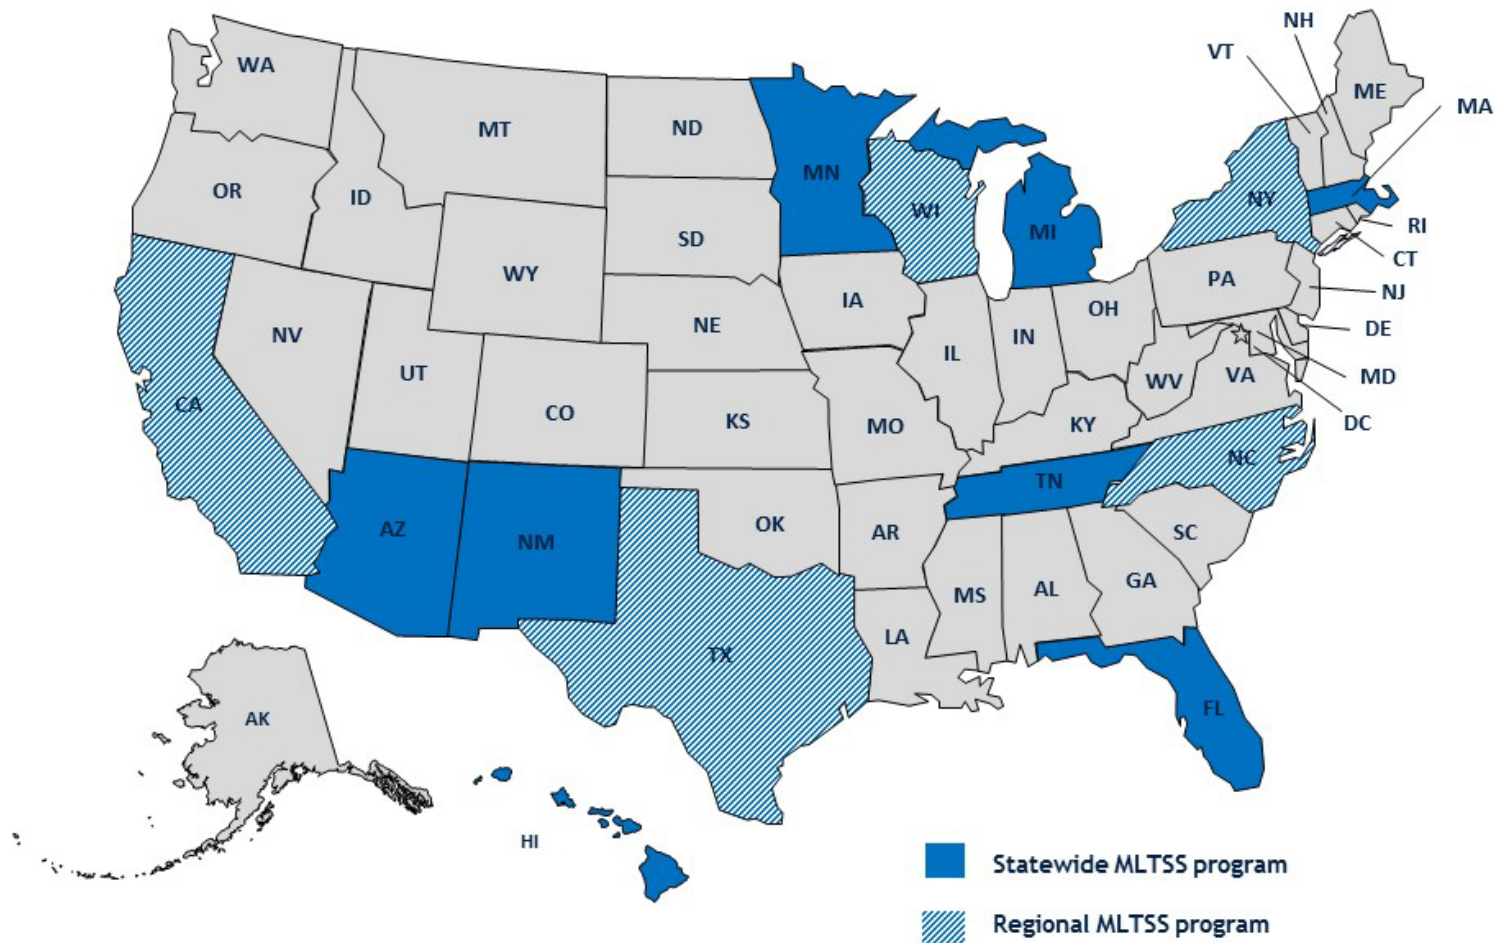 NH
VT
WA
ME
MA
MT
ND
MN
OR
ID
NY
WI
RI
SD
MI
CT
WY
PA
NJ
IA
OH
NE
DE
NV
IN
IL
UT
MD
WV
VA
CA
CO
KS
DC
MO
KY
NC
TN
AZ
OK
AR
SC
NM
GA
MS
AL
LA
TX
FL
AK
HI
Statewide MLTSS program
Regional MLTSS program